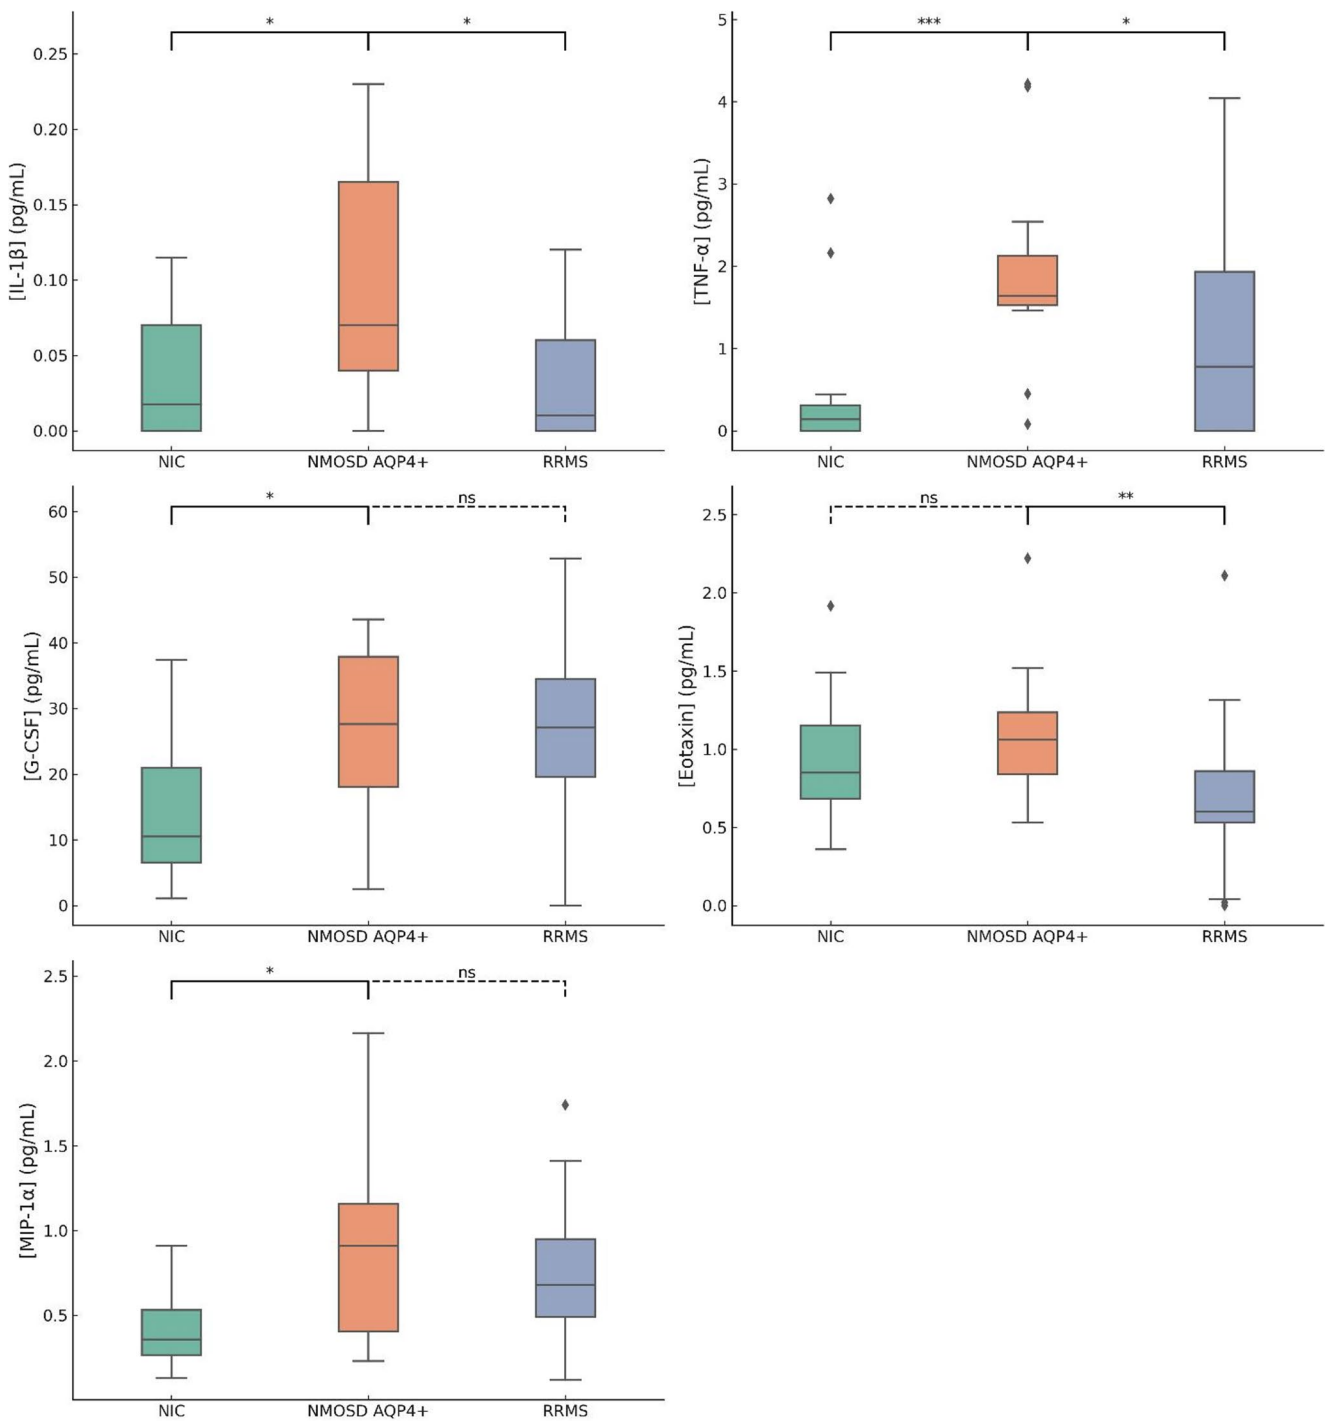 * *
[IL-1β] (pg/mL)
0.25
0.20
0.15
0.10
0.05
0.00
NIC NMOSD AQP4+ RRMS
*** *
[TNF-α] (pg/mL)
5
4
3
2
1
0
NIC NMOSD AQP4+ RRMS
* ns
[G-CSF] (pg/mL)
60
50
40
30
20
10
0
NIC NMOSD AQP4+ RRMS
ns **
[Eotaxin] (pg/mL)
2.5
2.0
1.5
1.0
0.5
0.0
NIC NMOSD AQP4+ RRMS
* ns
[MIP-1α] (pg/mL)
2.5
2.0
1.5
1.0
0.5
NIC NMOSD AQP4+ RRMS